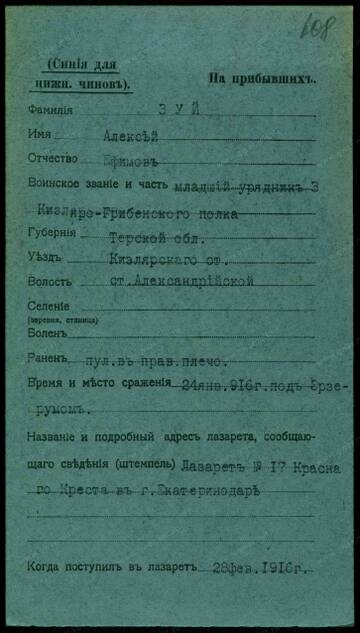 108
(Синія для
нижн. чиновъ).
На прибывшихъ.
Фамилія ЗУЙ
Имя Алексѣй
Отчество Ефимовъ
Воинское званіе и часть младшій урядник 3
Кизляро-Гребенского полка
Губернія Терской обл.
Уѣздъ Кизлярскаго от.
Волость ст.Александрійской
Селеніе
(деревня, станица)
Боленъ
Раненъ пул.въ прав.плечо.
Время и мѣсто сраженія 24янв.916г.подъ Эрзе-
румомъ.
Названіе и подробный адресъ лазарета, сообщаю-
щаго свѣдѣнія (штемпель) Лазаретъ № 17 Красна
го Креста въ г.Екатеринодарѣ
Когда поступилъ въ лазаретъ 28фев.1916г.